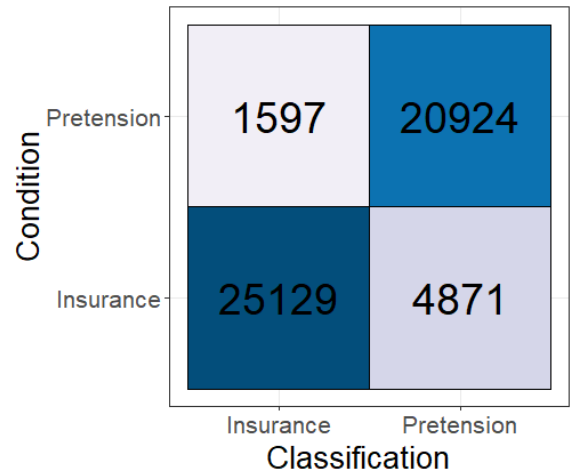 Condition
Pretension
1597 20924
Insurance
25129 4871
Insurance Pretension
Classification